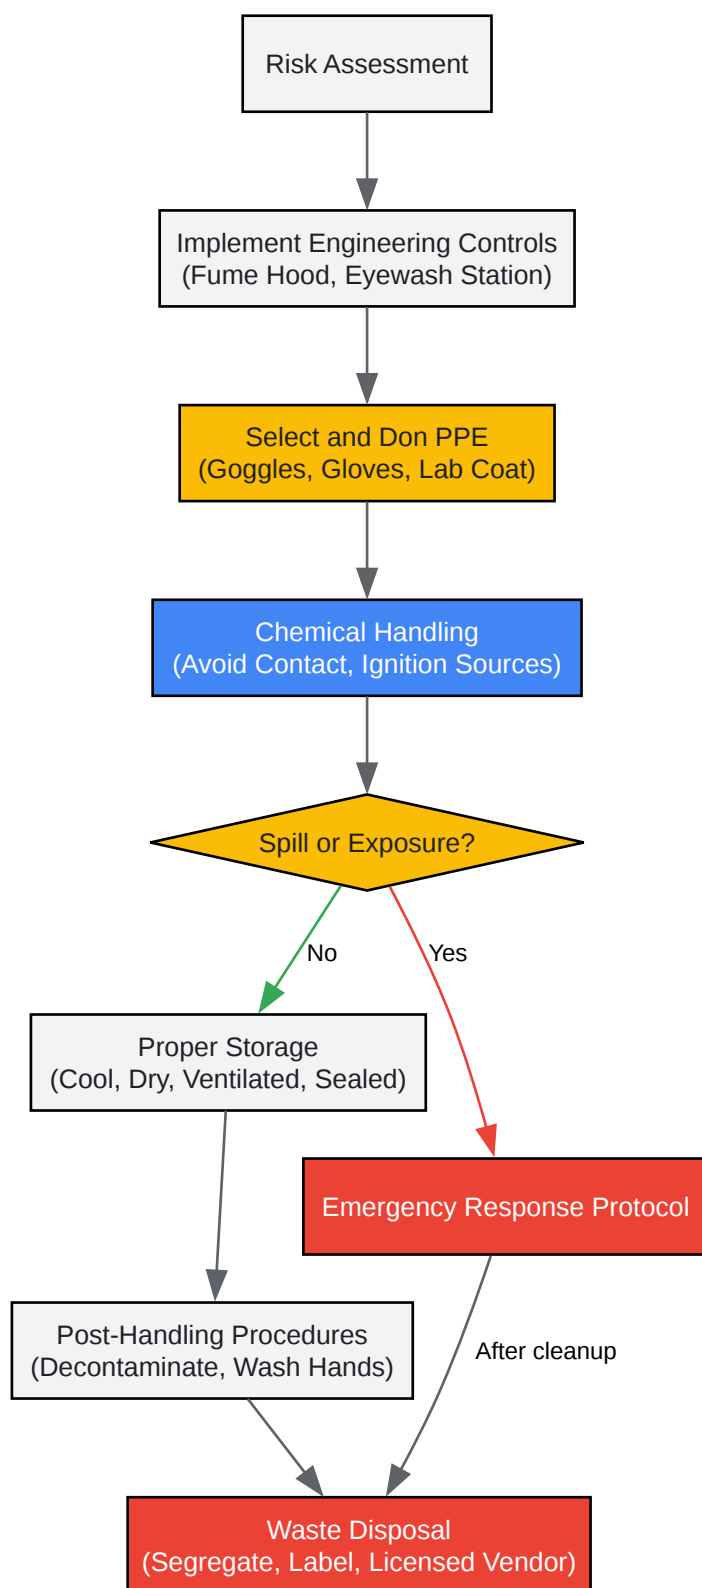 Risk Assessment
Implement Engineering Controls
(Fume Hood, Eyewash Station)
Select and Don PPE
(Goggles, Gloves, Lab Coat)
Chemical Handling
(Avoid Contact, Ignition Sources)
Spill or Exposure?
No
Yes
Proper Storage
(Cool, Dry, Ventilated, Sealed)
Emergency Response Protocol
Post-Handling Procedures
(Decontaminate, Wash Hands)
After cleanup
Waste Disposal
(Segregate, Label, Licensed Vendor)